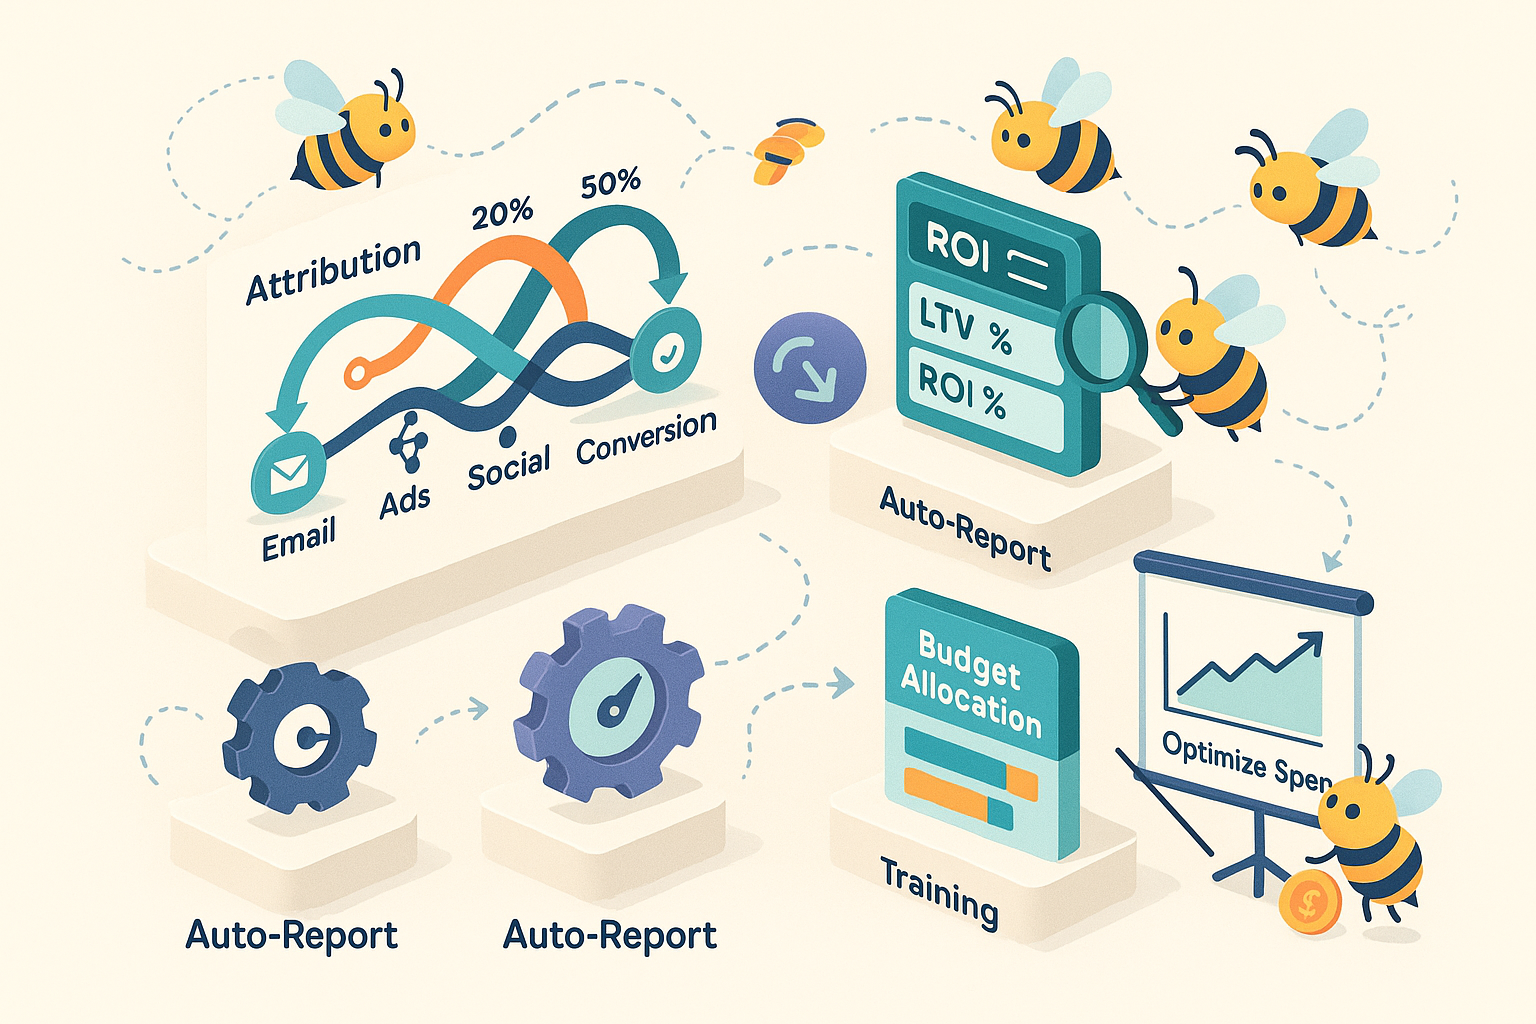 Attribution
20%
50%
Email
Ads
Social
Conversion
ROI
LTV %
ROI %
Auto-Report
Budget
Allocation
Training
Optimize Spen
Auto-Report
Auto-Report